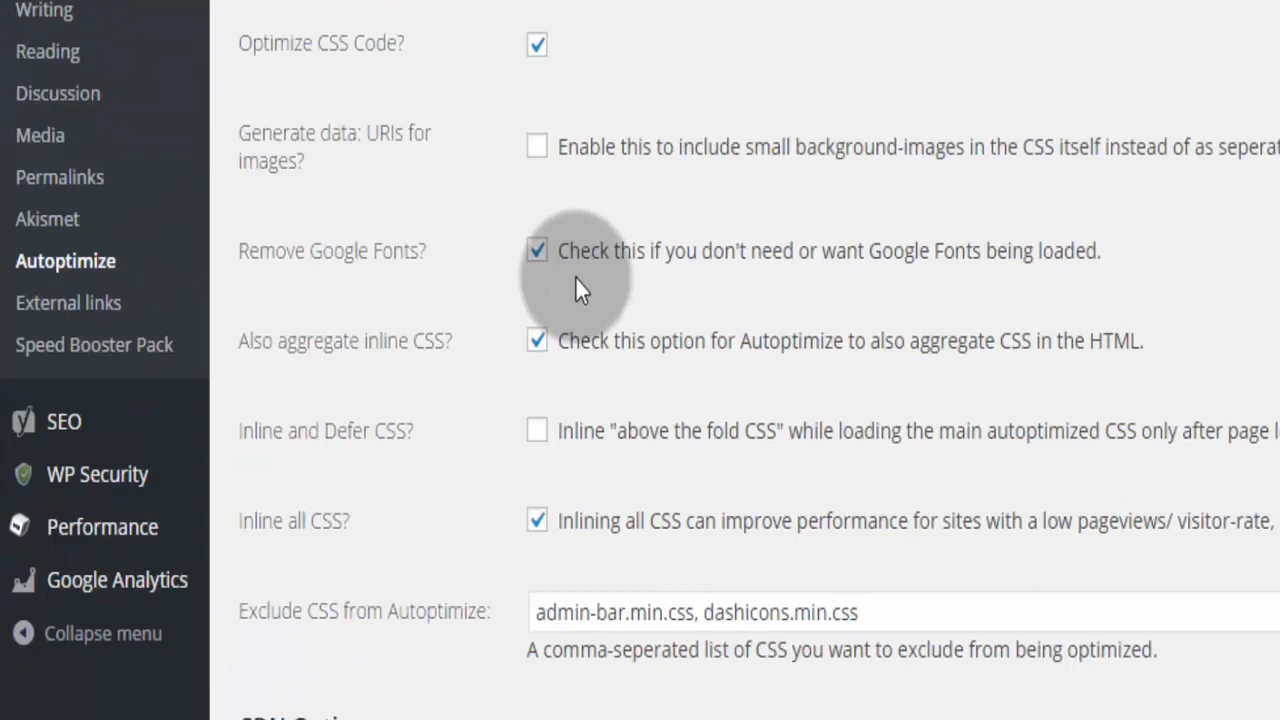 Writing
Reading
Discussion
Media
Permalinks
Akismet
Autoptimize
External links
Speed Booster Pack
SEO
WP Security
Performance
Google Analytics
Collapse menu
Optimize CSS Code?
Generate data: URIs for
images?
Enable this to include small background-images in the CSS itself instead of as
Remove Google Fonts?
Check this if you don't need or want Google Fonts being loaded.
Also aggregate inline CSS?
Check this option for Autoptimize to also aggregate CSS in the HTML.
Inline and Defer CSS?
Inline "above the fold CSS" while loading the main autoptimized CSS only after page
Inline all CSS?
Inlining all CSS can improve performance for sites with a low pageviews/ visitor-rate,
Exclude CSS from Autoptimize:
admin-bar.min.css, dashicons.min.css
A comma-seperated list of CSS you want to exclude from being optimized.